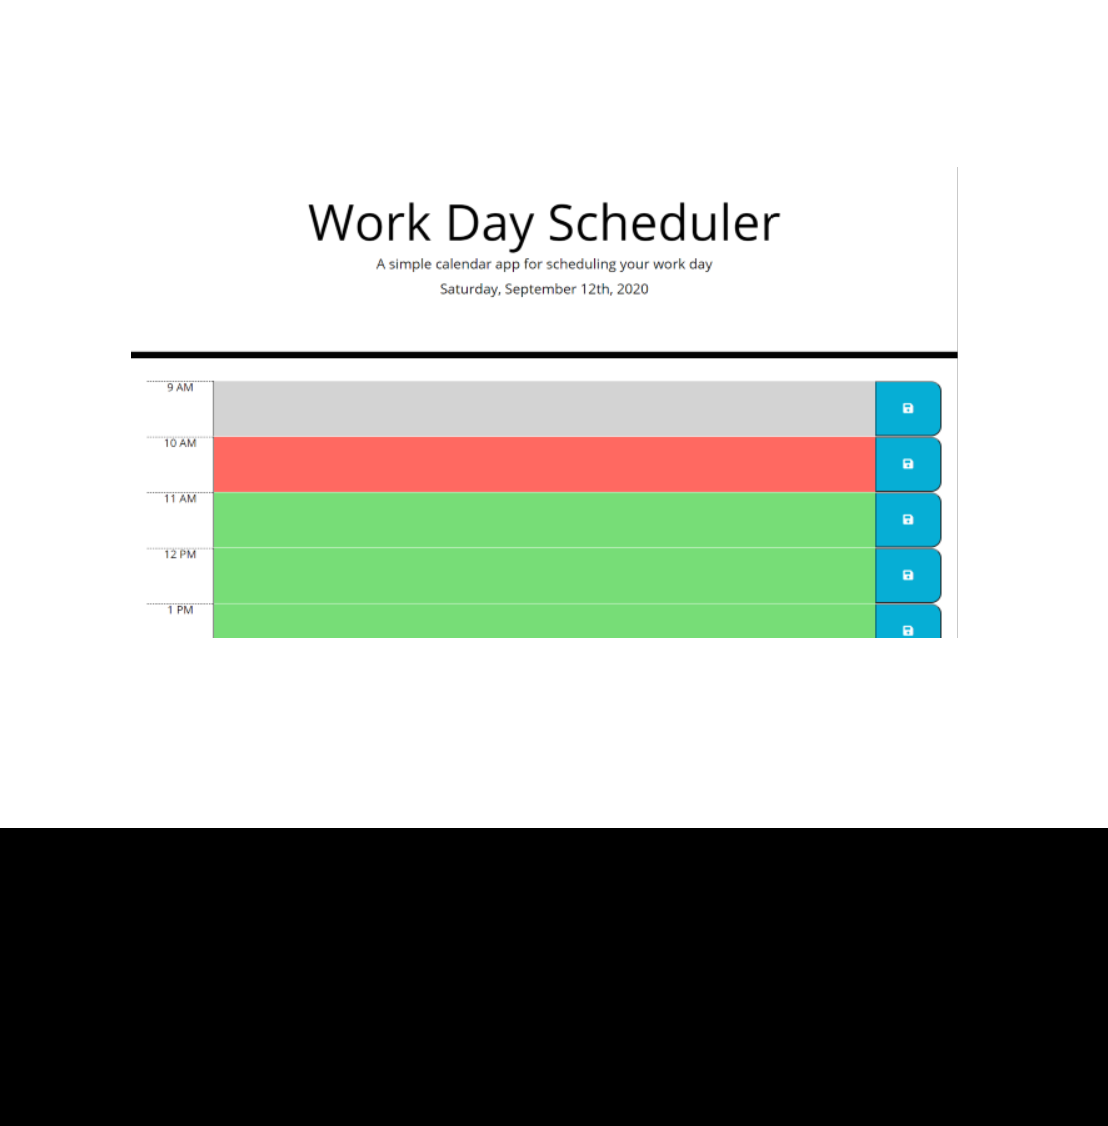 Work Day Scheduler
A simple calendar app for scheduling your work day
Saturday, September 12th, 2020
9 AM
10 AM
11 AM
12 PM
1 PM